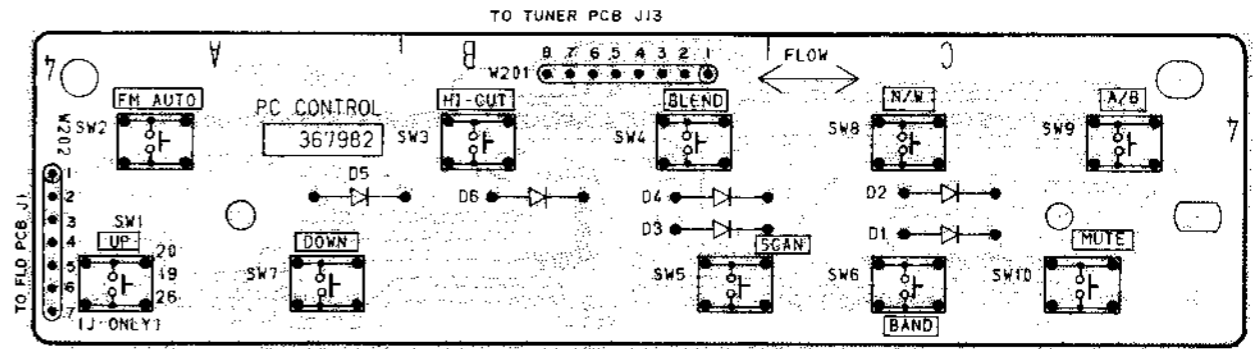 TO TUNER PCB J13
A
B
C
4
8 7 6 5 4 3 2 1
W201
FLOW
FM AUTO
PC CONTROL
367982
HI-CUT
BLEND
N/W
A/B
SW2
SW3
SW4
SW8
SW9
4
W202
1
2
3
4
5
6
7
TO FLD PCB J1
D5
D6
D4
D3
D2
D1
SW1
UP
20
19
26
(J ONLY)
SW7
DOWN
SW5
SCAN
SW6
BAND
SW10
MUTE